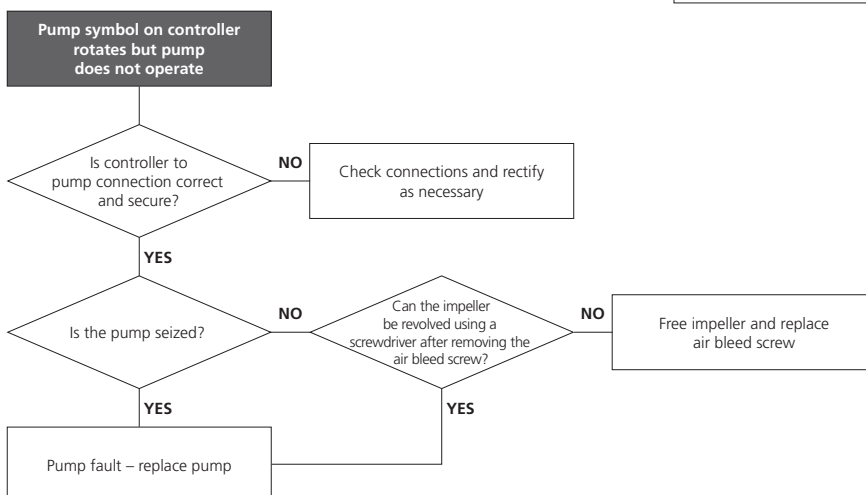 Pump symbol on controller
rotates but pump
does not operate
Is controller to
pump connection correct
and secure?
NO
Check connections and rectify
as necessary
YES
Is the pump seized?
NO
Can the impeller
be revolved using a
screwdriver after removing the
air bleed screw?
NO
Free impeller and replace
air bleed screw
YES
YES
Pump fault – replace pump